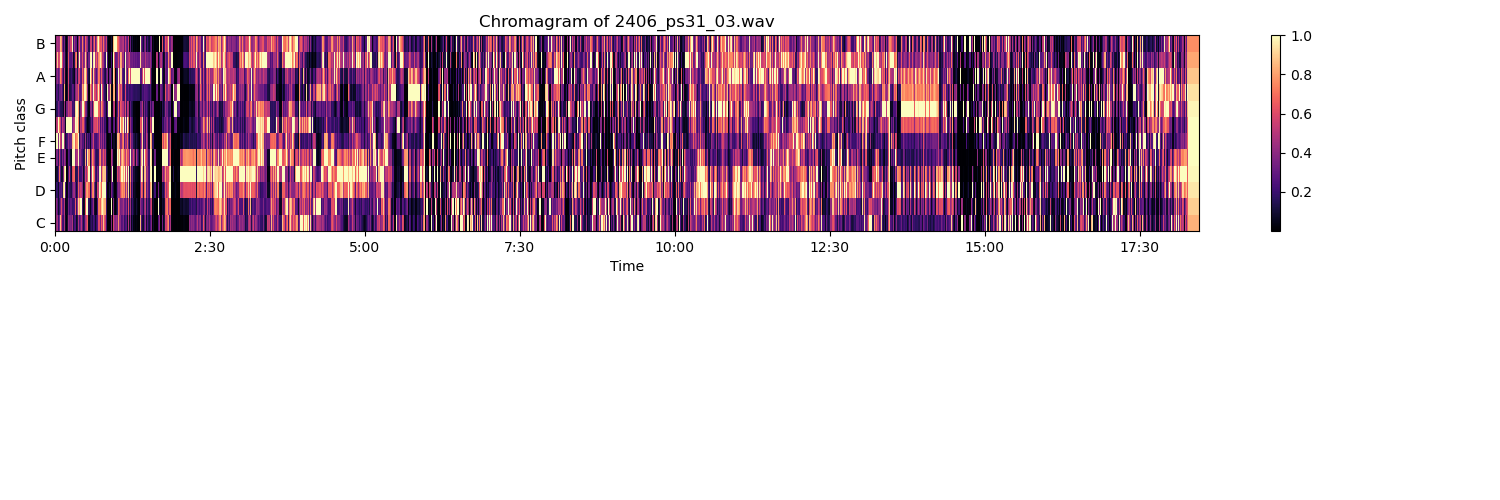 Chromagram of 2406_ps31_03.wav
B
A
G
F
E
D
C
Pitch class
0:00 2:30 5:00 7:30 10:00 12:30 15:00 17:30
Time
1.0
0.8
0.6
0.4
0.2